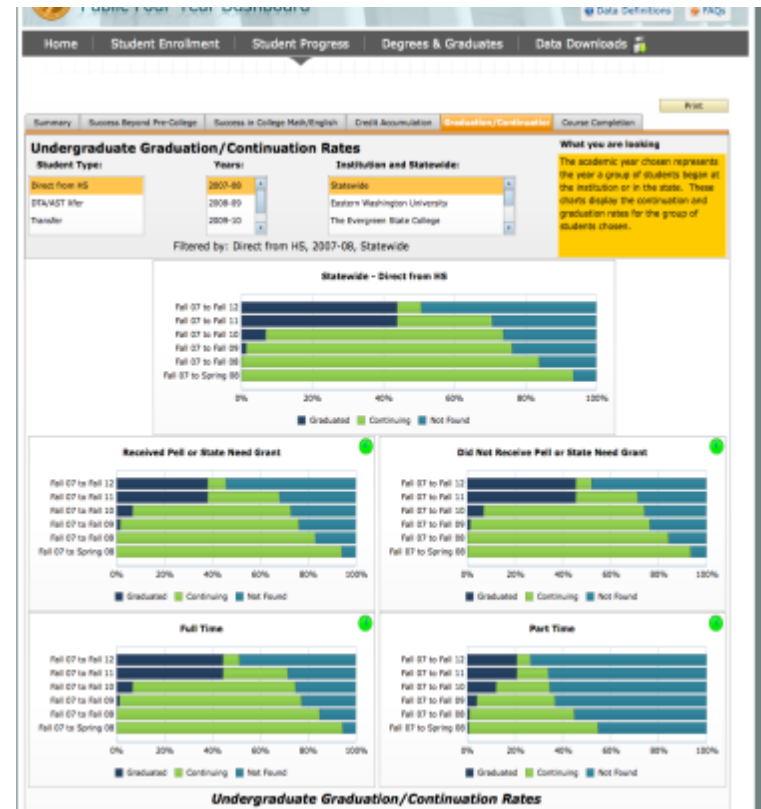 Public Four Year Dashboard
Data Definitions FAQs
Home Student Enrollment Student Progress Degrees & Graduates Data Downloads
Print
Summary Success Beyond Pre-College Success in College Math/English Credit Accumulation Graduation/Continuation Course Completion
Undergraduate Graduation/Continuation Rates
What you are looking
Student Type: Years: Institution and Statewide:
The academic year chosen represents
the year a group of students began at
the institution or in the state. These
charts display the continuation and
graduation rates for the group of
students chosen.
Direct from HS 2007-08 Statewide
DTA/AST Xfer 2008-09 Eastern Washington University
Transfer 2009-10 The Evergreen State College
Filtered by: Direct from HS, 2007-08, Statewide
Statewide - Direct from HS
Fall 07 to Fall 12
Fall 07 to Fall 11
Fall 07 to Fall 10
Fall 07 to Fall 09
Fall 07 to Fall 08
Fall 07 to Spring 08
0% 20% 40% 60% 80% 100%
Graduated Continuing Not Found
Received Pell or State Need Grant
Fall 07 to Fall 12
Fall 07 to Fall 11
Fall 07 to Fall 10
Fall 07 to Fall 09
Fall 07 to Fall 08
Fall 07 to Spring 08
0% 20% 40% 60% 80% 100%
Graduated Continuing Not Found
Did Not Receive Pell or State Need Grant
Fall 07 to Fall 12
Fall 07 to Fall 11
Fall 07 to Fall 10
Fall 07 to Fall 09
Fall 07 to Fall 08
Fall 07 to Spring 08
0% 20% 40% 60% 80% 100%
Graduated Continuing Not Found
Full Time
Fall 07 to Fall 12
Fall 07 to Fall 11
Fall 07 to Fall 10
Fall 07 to Fall 09
Fall 07 to Fall 08
Fall 07 to Spring 08
0% 20% 40% 60% 80% 100%
Graduated Continuing Not Found
Part Time
Fall 07 to Fall 12
Fall 07 to Fall 11
Fall 07 to Fall 10
Fall 07 to Fall 09
Fall 07 to Fall 08
Fall 07 to Spring 08
0% 20% 40% 60% 80% 100%
Graduated Continuing Not Found
Undergraduate Graduation/Continuation Rates